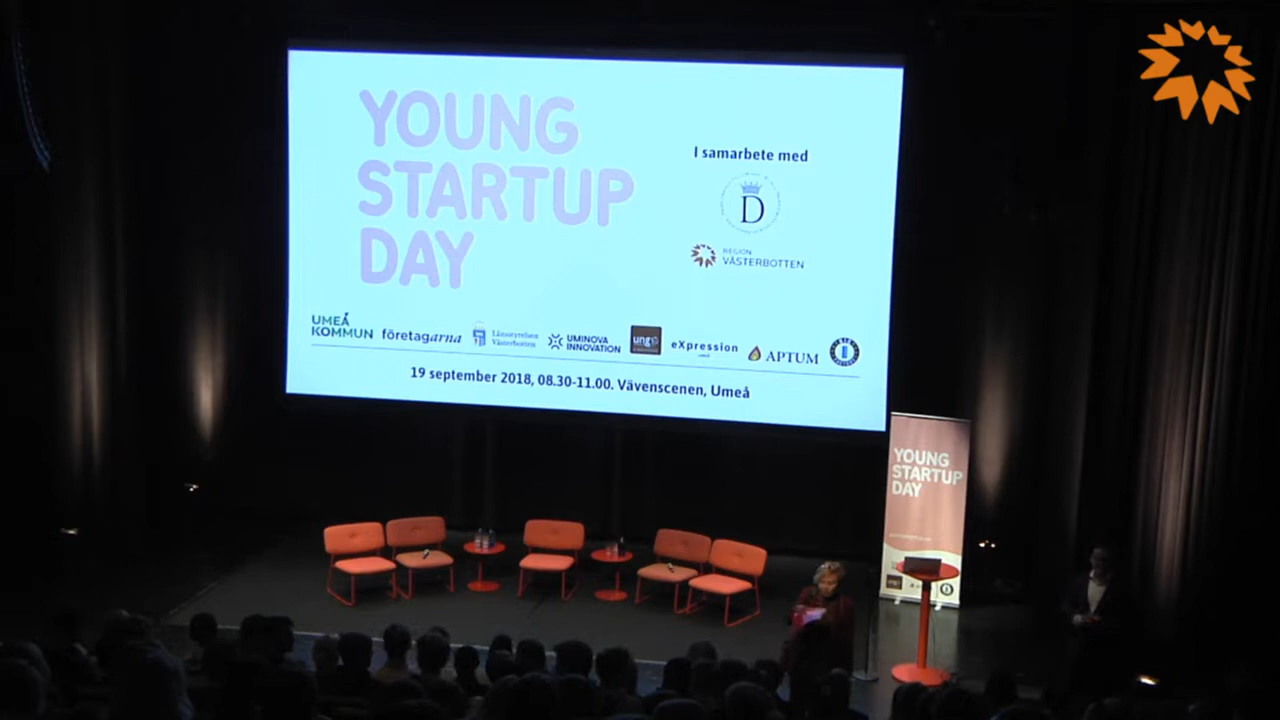 YOUNG
STARTUP
DAY
I samarbete med
D
REGION
VÄSTERBOTTEN
UMEÅ
KOMMUN
företagarna
Länsstyrelsen
Västerbotten
UMINOVA
INNOVATION
ung
eXpression
APTUM
19 september 2018, 08.30-11.00. Vävenscenen, Umeå
YOUNG
STARTUP
DAY